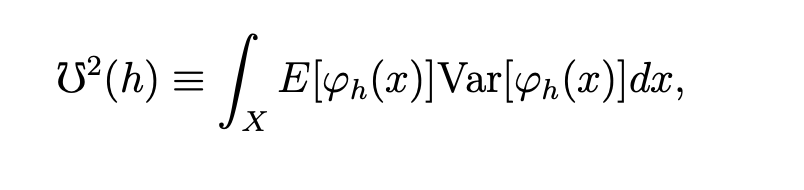 ℧²(h) ≡ ∫_X E[φ_h(x)]Var[φ_h(x)]dx,